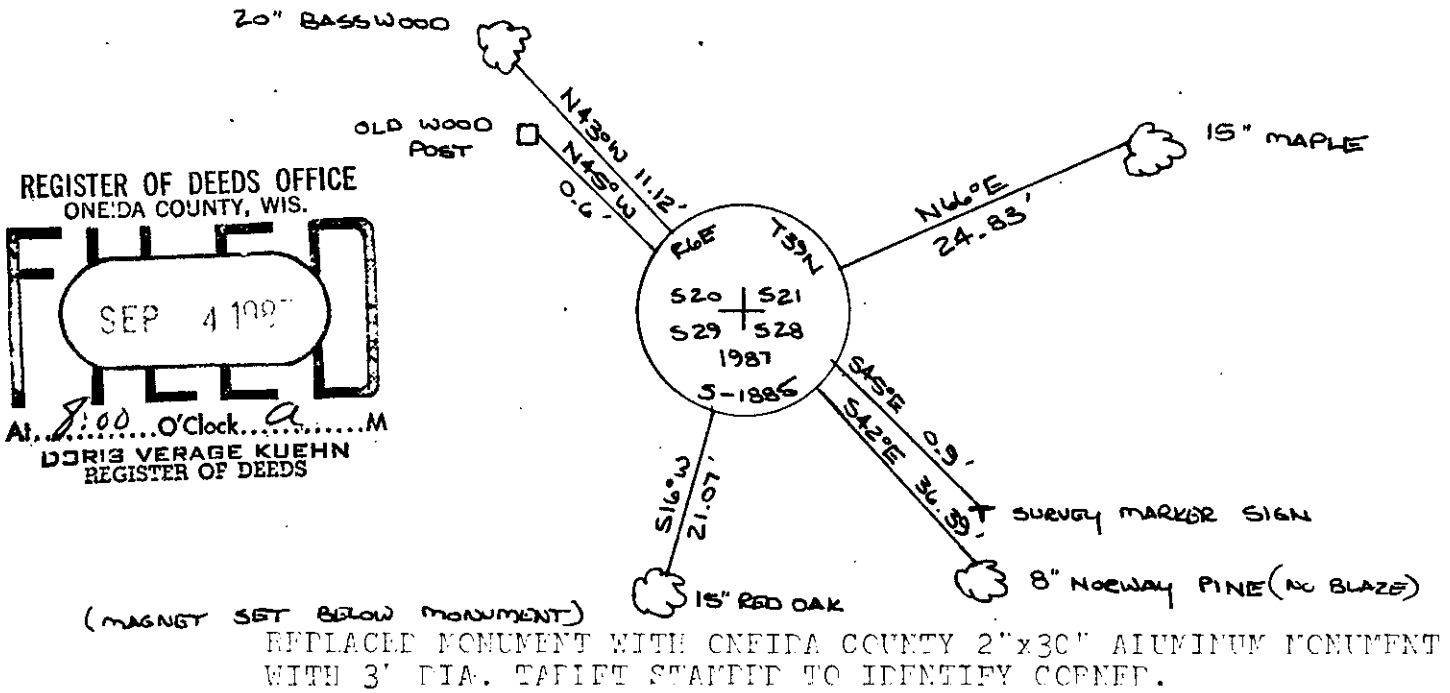 20" BASSWOOD
N43°W 11.12'
OLD WOOD
POST
N45°W
0.6'
15" MAPLE
N66°E
24.83'
REGISTER OF DEEDS OFFICE
ONEIDA COUNTY, WIS.
FILED
SEP 4 1987
At 8:00 O'Clock a M
DORIS VERAGE KUEHN
REGISTER OF DEEDS
R6E T39N
S20 S21
S29 S28
1987
S-1885
S45°E 0.9'
S42°E 36.39'
SURVEY MARKER SIGN
8" NORWAY PINE (NO BLAZE)
S16°W
21.07'
15" RED OAK
(MAGNET SET BELOW MONUMENT)
REPLACED MONUMENT WITH ONEIDA COUNTY 2"x30" ALUMINUM MONUMENT
WITH 3' DIA. TABLET STAMPED TO IDENTIFY CORNER.